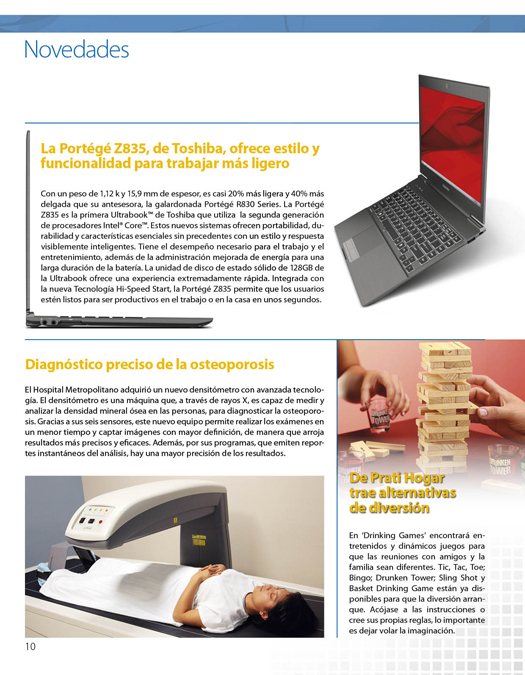 Novedades
La Portégé Z835, de Toshiba, ofrece estilo y
funcionalidad para trabajar más ligero
Con un peso de 1,12 k y 15,9 mm de espesor, es casi 20% más ligera y 40% más
delgada que su antesesora, la galardonada Portégé R830 Series. La Portégé
Z835 es la primera Ultrabook™ de Toshiba que utiliza la segunda generación
de procesadores Intel® Core™. Estos nuevos sistemas ofrecen portabilidad, du-
rabilidad y características esenciales sin precedentes con un estilo y respuesta
visiblemente inteligentes. Tiene el desempeño necesario para el trabajo y el
entretenimiento, además de la administración mejorada de energía para una
larga duración de la batería. La unidad de disco de estado sólido de 128GB de
la Ultrabook ofrece una experiencia extremadamente rápida. Integrada con
la nueva Tecnología Hi-Speed Start, la Portégé Z835 permite que los usuarios
estén listos para ser productivos en el trabajo o en la casa en unos segundos.
Diagnóstico preciso de la osteoporosis
El Hospital Metropolitano adquirió un nuevo densitómetro con avanzada tecnolo-
gía. El densitómetro es una máquina que, a través de rayos X, es capaz de medir y
analizar la densidad mineral ósea en las personas, para diagnosticar la osteoporo-
sis. Gracias a sus seis sensores, este nuevo equipo permite realizar los exámenes en
un menor tiempo y captar imágenes con mayor definición, de manera que arroja
resultados más precisos y eficaces. Además, por sus programas, que emiten repor-
tes instantáneos del análisis, hay una mayor precisión de los resultados.
De Prati Hogar
trae alternativas
de diversión
En ‘Drinking Games’ encontrará en-
tretenidos y dinámicos juegos para
que las reuniones con amigos y la
familia sean diferentes. Tic, Tac, Toe;
Bingo; Drunken Tower; Sling Shot y
Basket Drinking Game están ya dis-
ponibles para que la diversión arran-
que. Acójase a las instrucciones o
cree sus propias reglas, lo importante
es dejar volar la imaginación.
10